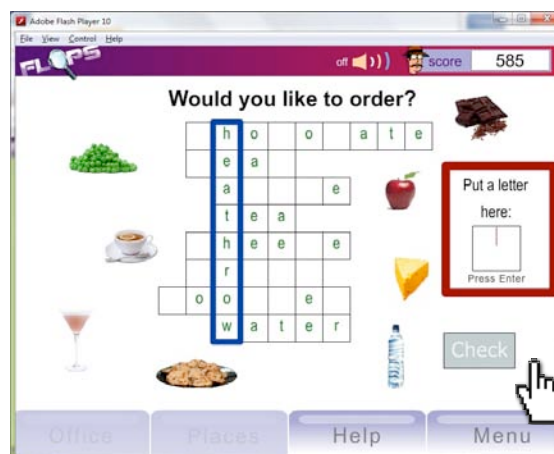 Adobe Flash Player 10
File View Control Help
FLOPS
off
score 585
Would you like to order?
h o o a t e
e a
a e
t e a
h e e e
r
o o e
w a t e r
Put a letter
here:
Press Enter
Check
Office Places Help Menu